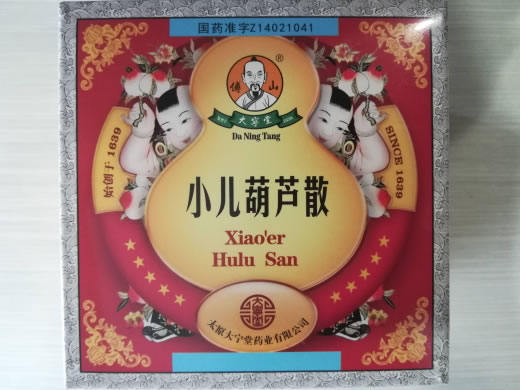 国药准字Z14021041
傅山
®
大宁堂
Da Ning Tang
始创于1639
SINCE 1639
小儿葫芦散
Xiao'er
Hulu San
太原大宁堂药业有限公司